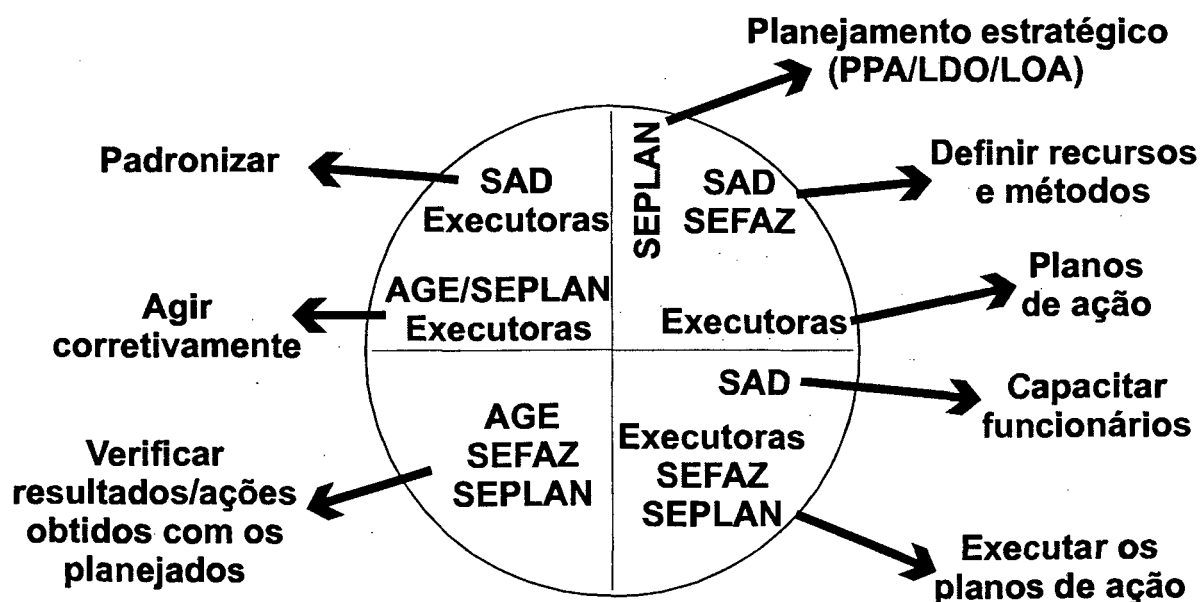 Planejamento estratégico
(PPA/LDO/LOA)
Padronizar
SAD
Executoras
SEPLAN
SAD
SEFAZ
Definir recursos
e métodos
Agir
corretivamente
AGE/SEPLAN
Executoras
Executoras
Planos
de ação
SAD
Capacitar
funcionários
Verificar
resultados/ações
obtidos com os
planejados
AGE
SEFAZ
SEPLAN
Executoras
SEFAZ
SEPLAN
Executar os
planos de ação